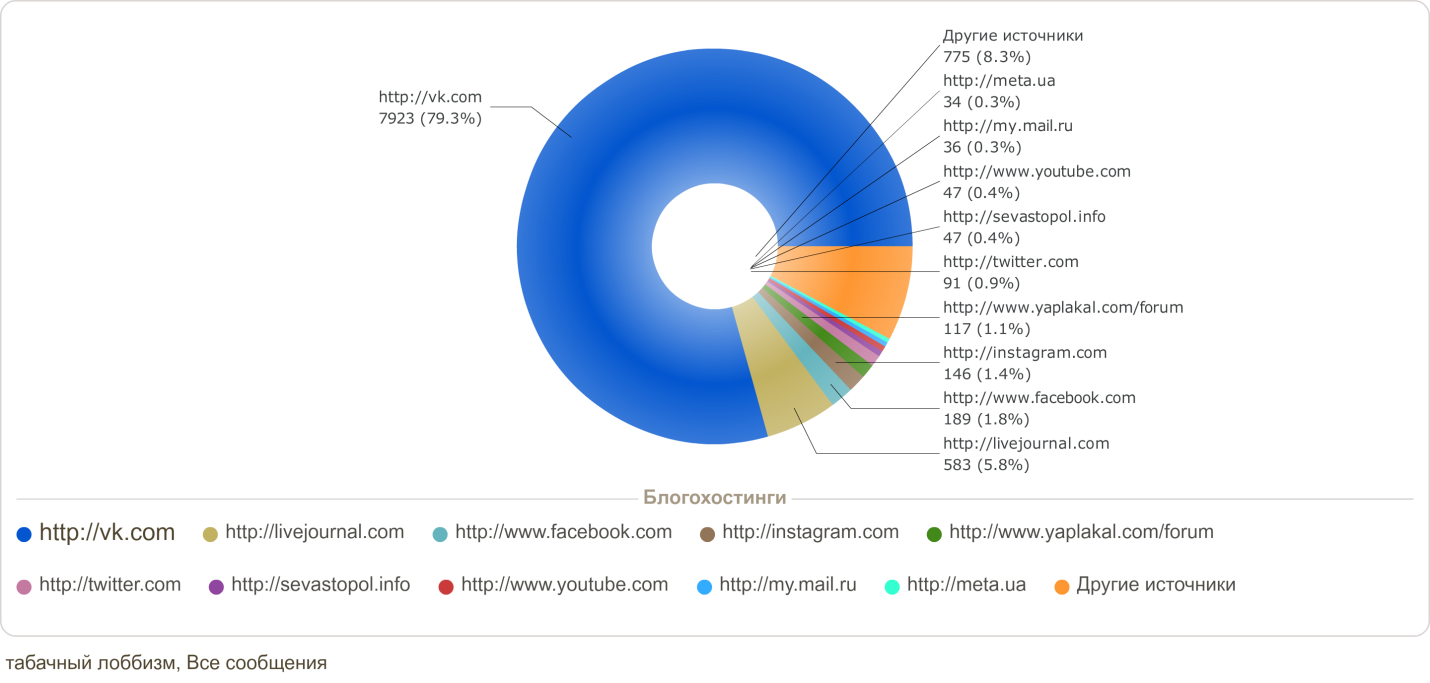 http://vk.com
7923 (79.3%)
Другие источники
775 (8.3%)
http://meta.ua
34 (0.3%)
http://my.mail.ru
36 (0.3%)
http://www.youtube.com
47 (0.4%)
http://sevastopol.info
47 (0.4%)
http://twitter.com
91 (0.9%)
http://www.yaplakal.com/forum
117 (1.1%)
http://instagram.com
146 (1.4%)
http://www.facebook.com
189 (1.8%)
http://livejournal.com
583 (5.8%)
Блогохостинги
http://vk.com http://livejournal.com http://www.facebook.com http://instagram.com http://www.yaplakal.com/forum
http://twitter.com http://sevastopol.info http://www.youtube.com http://my.mail.ru http://meta.ua Другие источники
табачный лоббизм, Все сообщения